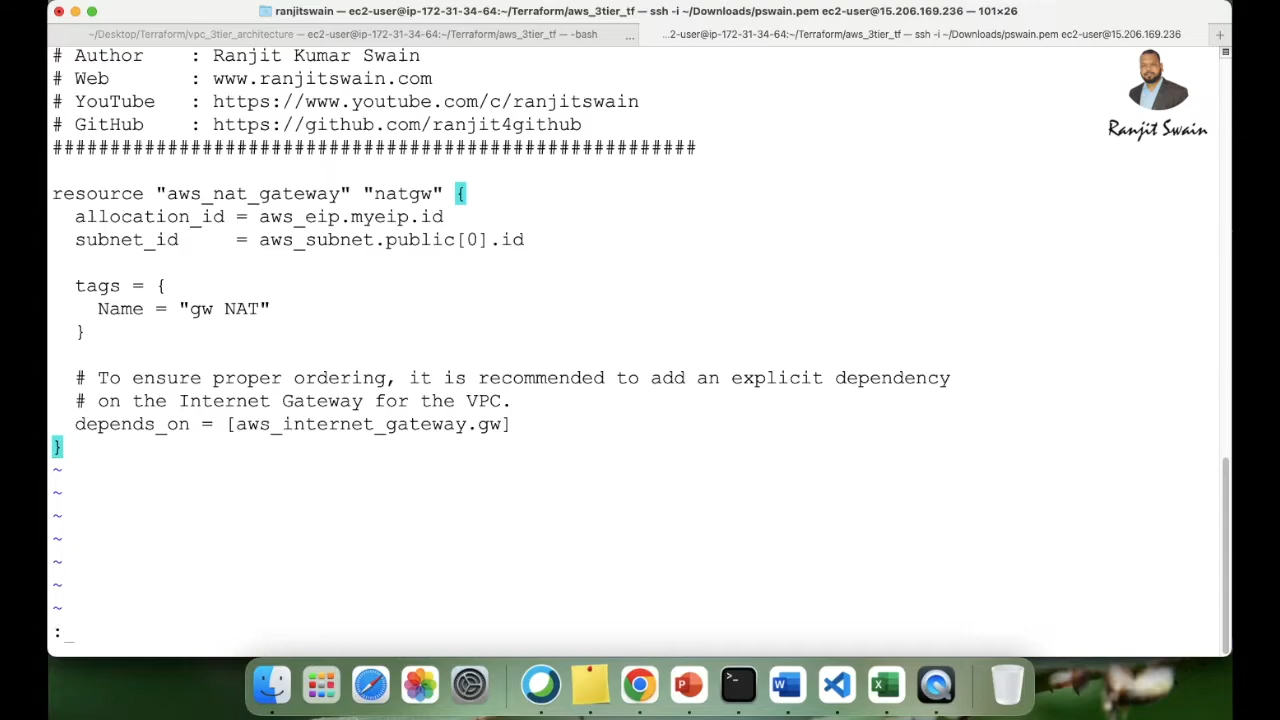 ranjitswain — ec2-user@ip-172-31-34-64:~/Terraform/aws_3tier_tf — ssh -i ~/Downloads/pswain.pem ec2-user@15.206.169.236 — 101×26
~/Desktop/Terraform/vpc_3tier_architecture — ec2-user@ip-172-31-34-64:~/Terraform/aws_3tier_tf — -bash ...
...2-user@ip-172-31-34-64:~/Terraform/aws_3tier_tf — ssh -i ~/Downloads/pswain.pem ec2-user@15.206.169.236 +
# Author    : Ranjit Kumar Swain
# Web       : www.ranjitswain.com
# YouTube   : https://www.youtube.com/c/ranjitswain
# GitHub    : https://github.com/ranjit4github
########################################################
Ranjit Swain
resource "aws_nat_gateway" "natgw" {
  allocation_id = aws_eip.myeip.id
  subnet_id     = aws_subnet.public[0].id
  tags = {
    Name = "gw NAT"
  }
  # To ensure proper ordering, it is recommended to add an explicit dependency
  # on the Internet Gateway for the VPC.
  depends_on = [aws_internet_gateway.gw]
}
~
~
~
~
~
~
~
:_